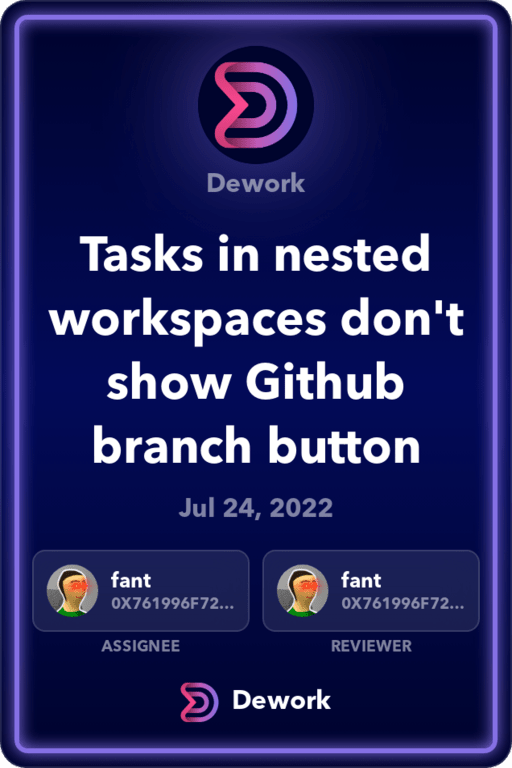 Dework
Tasks in nested
workspaces don't
show Github
branch button
Jul 24, 2022
fant
0X761996F72...
ASSIGNEE
fant
0X761996F72...
REVIEWER
Dework